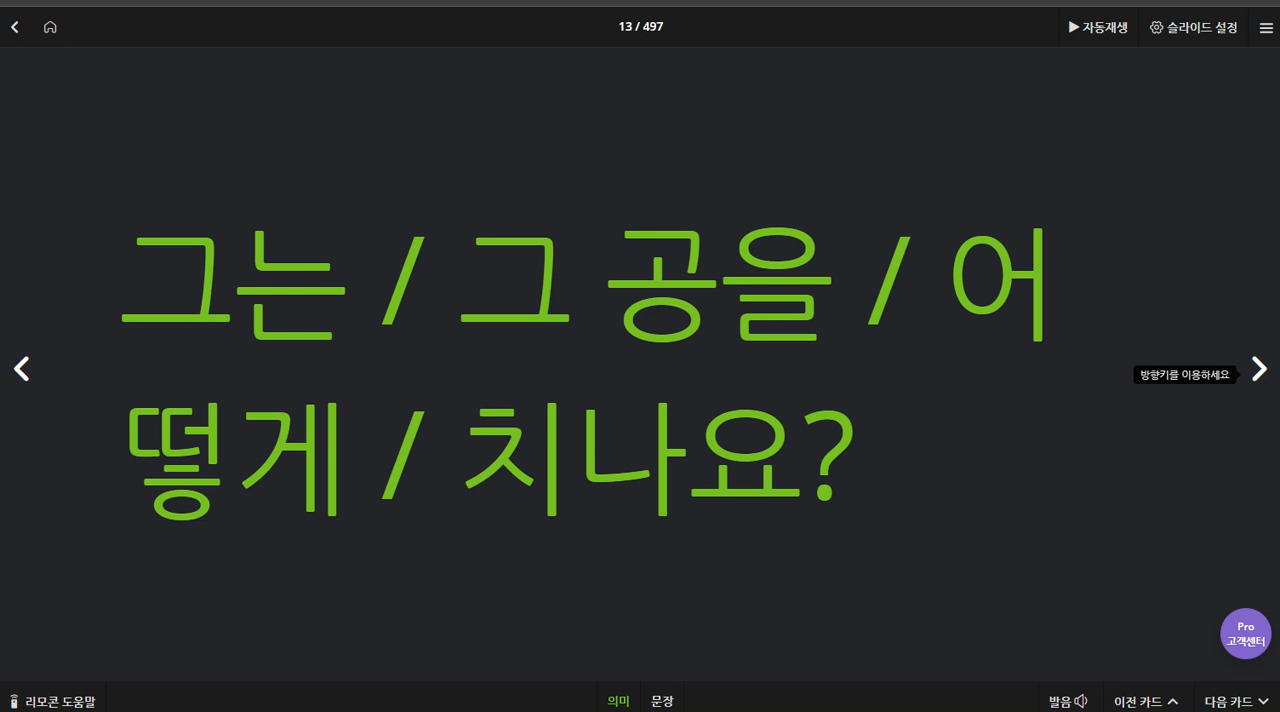 13 / 497
자동재생
슬라이드 설정
그는 / 그 공을 / 어
떻게 / 치나요?
방향키를 이용하세요
Pro
고객센터
리모콘 도움말
의미
문장
발음
이전 카드
다음 카드